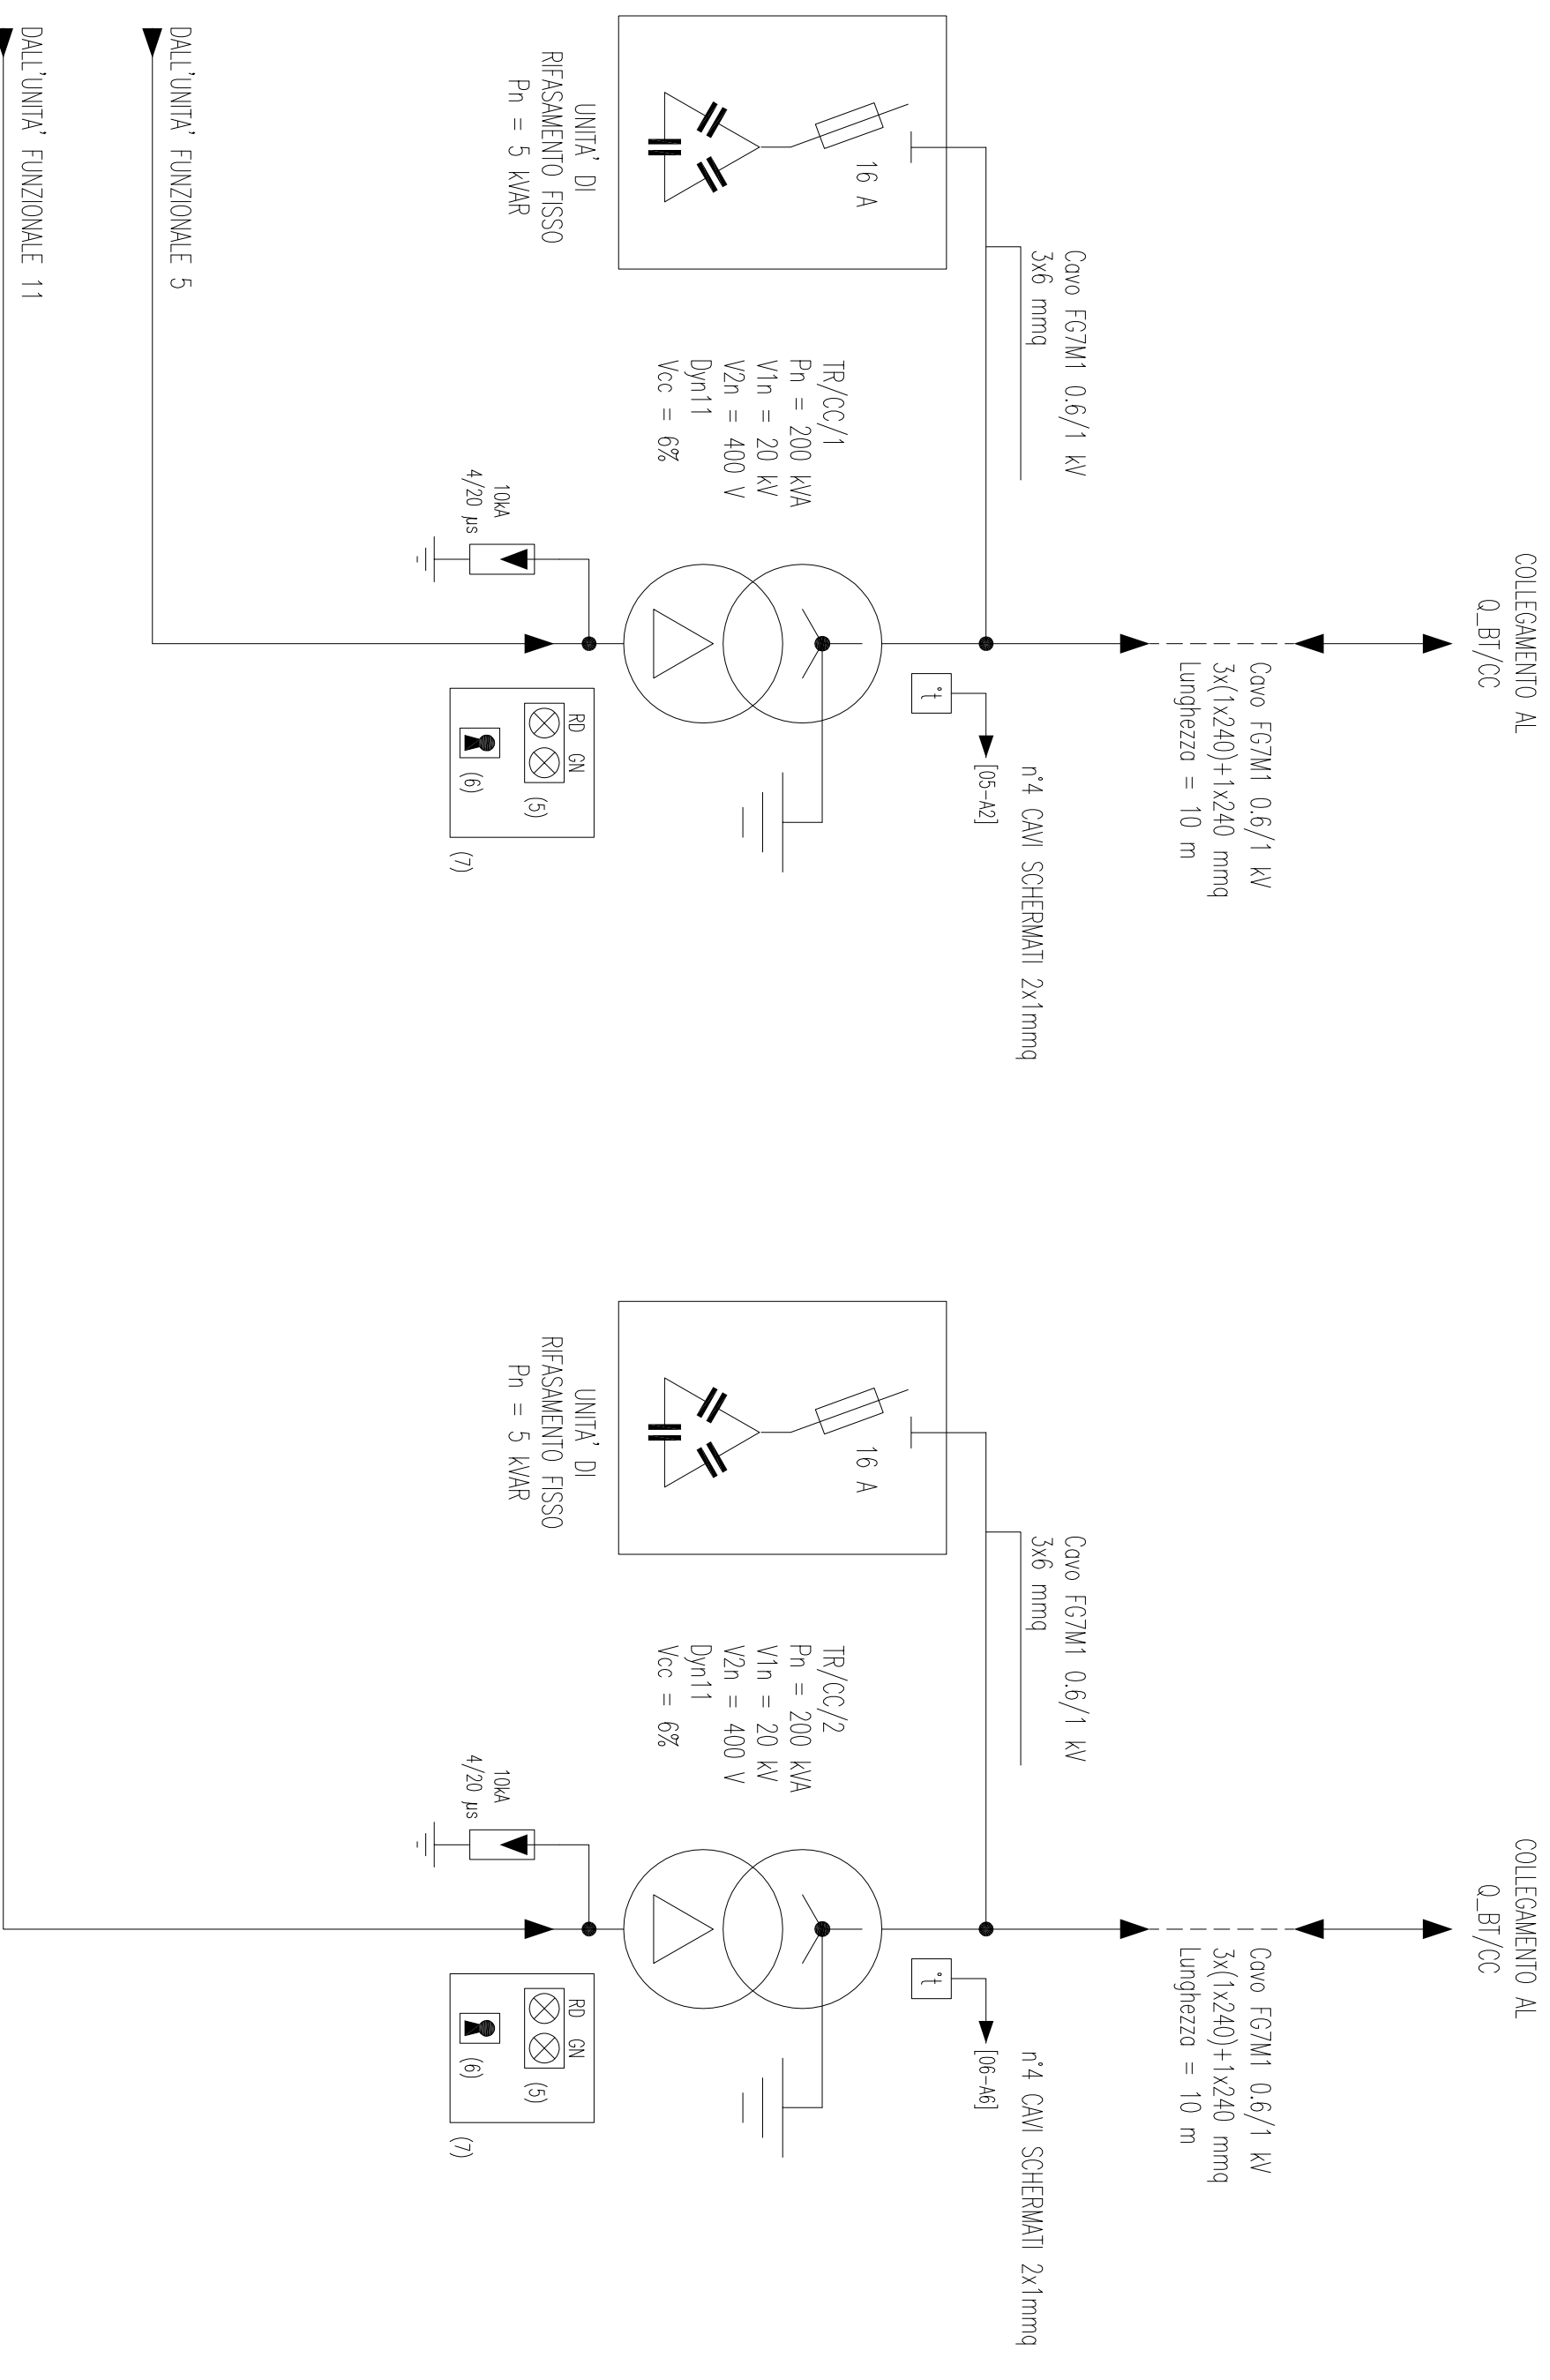 DALL'UNITA' FUNZIONALE 11
DALL'UNITA' FUNZIONALE 5
COLLEGAMENTO AL
Q_BT/CC
Cavo FG7M1 0.6/1 kV
3x(1x240)+1x240 mmq
Lunghezza = 10 m
Cavo FG7M1 0.6/1 kV
3x6 mmq
n°4 CAVI SCHERMATI 2x1mmq
[05-A2]
t°
16 A
UNITA' DI
RIFASAMENTO FISSO
Pn = 5 kVAR
TR/CC/1
Pn = 200 kVA
V1n = 20 kV
V2n = 400 V
Dyn11
Vcc = 6%
10kA
4/20 µs
RD GN
(5)
(6)
(7)
COLLEGAMENTO AL
Q_BT/CC
Cavo FG7M1 0.6/1 kV
3x(1x240)+1x240 mmq
Lunghezza = 10 m
Cavo FG7M1 0.6/1 kV
3x6 mmq
n°4 CAVI SCHERMATI 2x1mmq
[06-A6]
t°
16 A
UNITA' DI
RIFASAMENTO FISSO
Pn = 5 kVAR
TR/CC/2
Pn = 200 kVA
V1n = 20 kV
V2n = 400 V
Dyn11
Vcc = 6%
10kA
4/20 µs
RD GN
(5)
(6)
(7)